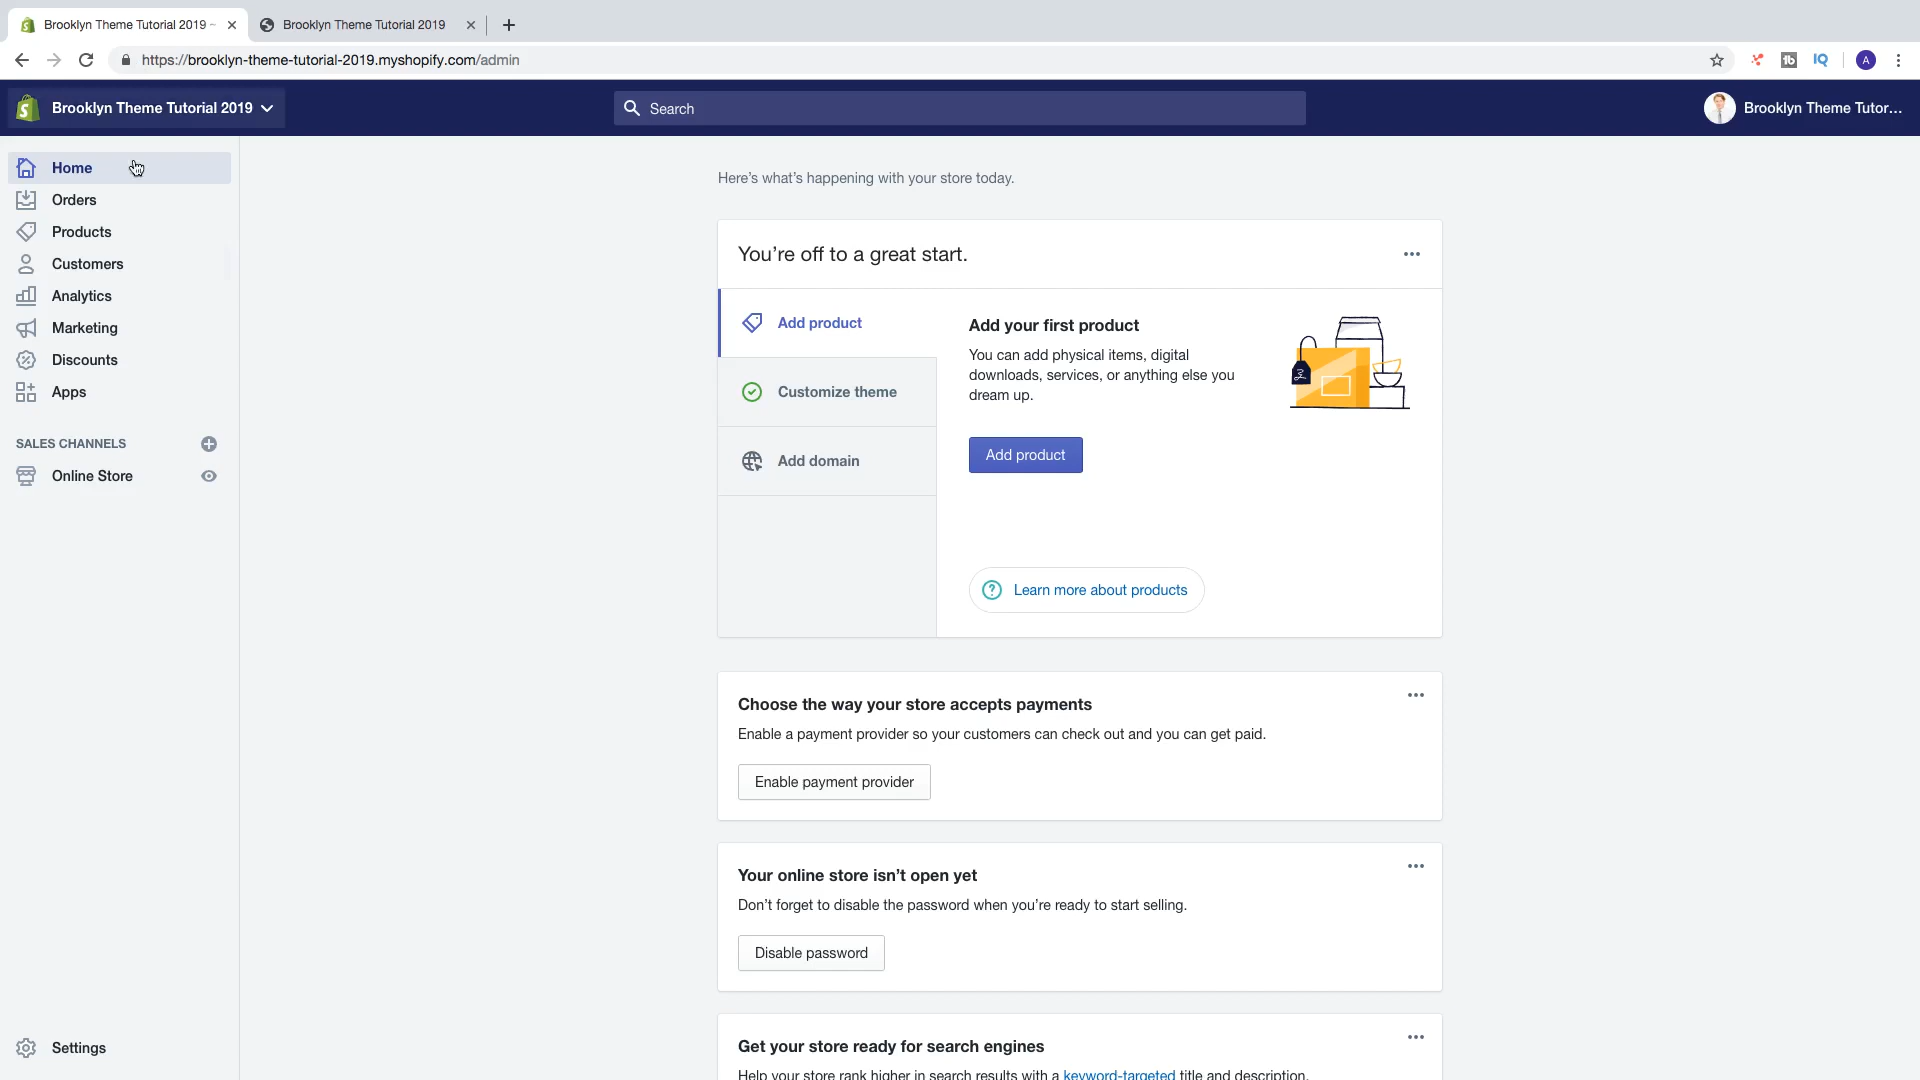 Brooklyn Theme Tutorial 2019 ~
Brooklyn Theme Tutorial 2019
https://brooklyn-theme-tutorial-2019.myshopify.com/admin
A
Brooklyn Theme Tutorial 2019
Search
Brooklyn Theme Tutor...
Home
Orders
Products
Customers
Analytics
Marketing
Discounts
Apps
SALES CHANNELS
Online Store
Settings
Here's what's happening with your store today.
You're off to a great start.
Add product
Customize theme
Add domain
Add your first product
You can add physical items, digital
downloads, services, or anything else you
dream up.
Add product
Learn more about products
Choose the way your store accepts payments
Enable a payment provider so your customers can check out and you can get paid.
Enable payment provider
Your online store isn't open yet
Don't forget to disable the password when you're ready to start selling.
Disable password
Get your store ready for search engines
Help your store rank higher in search results with a keyword-targeted title and description.